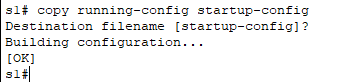 s1# copy running-config startup-config
Destination filename [startup-config]?
Building configuration...
[OK]
s1#